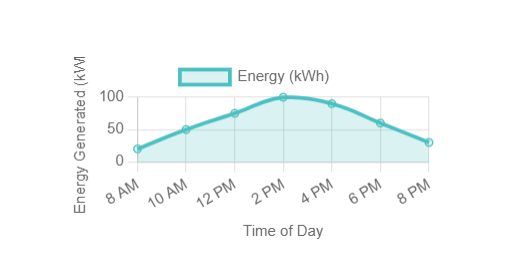 Energy (kWh)
Energy Generated (kW
100
50
0
8 AM
10 AM
12 PM
2 PM
4 PM
6 PM
8 PM
Time of Day